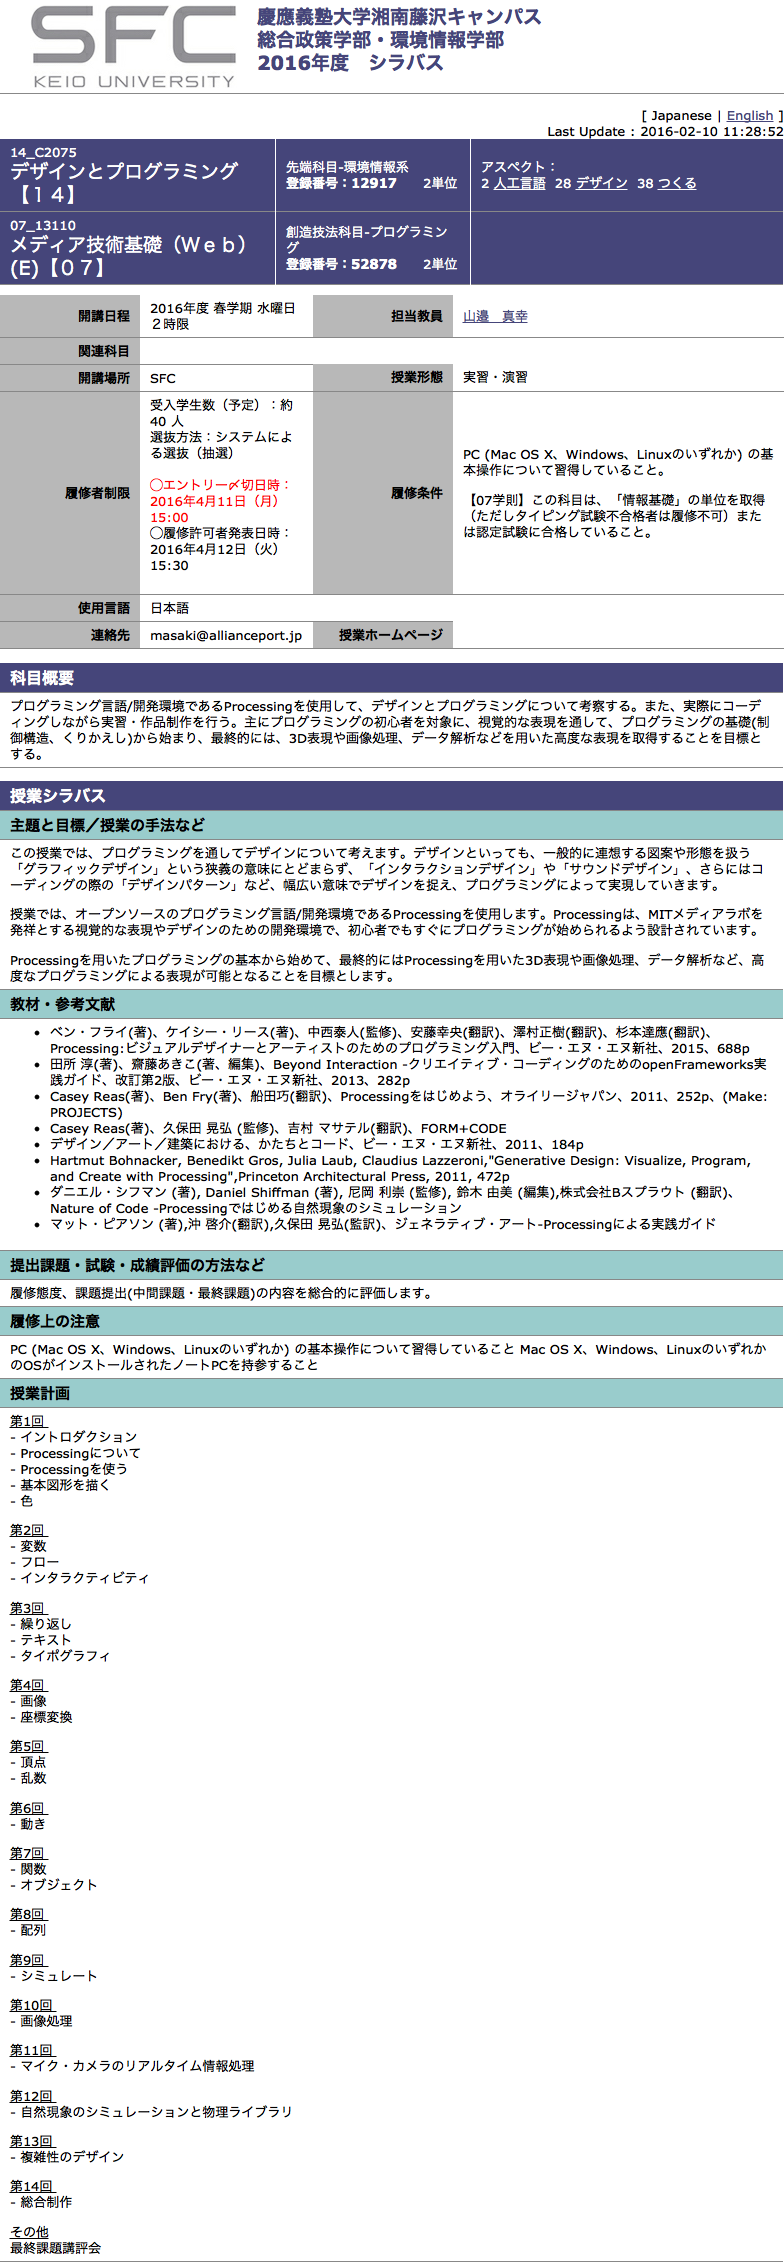 SFC
KEIO UNIVERSITY
慶應義塾大学湘南藤沢キャンパス
総合政策学部・環境情報学部
2016年度　シラバス
[ Japanese | English ]
Last Update : 2016-02-10 11:28:52
14_C2075
デザインとプログラミング
【１４】
先端科目-環境情報系
登録番号：12917　　2単位
アスペクト：
2 人工言語 28 デザイン 38 つくる
07_13110
メディア技術基礎（Ｗｅｂ）
(E)【０７】
創造技法科目-プログラミン
グ
登録番号：52878　　2単位
開講日程
2016年度 春学期 水曜日
２時限
担当教員
山邉　真幸
関連科目
開講場所
SFC
授業形態
実習・演習
履修者制限
受入学生数（予定）：約
40 人
選抜方法：システムによ
る選抜（抽選）
◯エントリー〆切日時：
2016年4月11日（月）
15:00
◯履修許可者発表日時：
2016年4月12日（火）
15:30
履修条件
PC (Mac OS X、Windows、Linuxのいずれか) の基
本操作について習得していること。
【07学則】この科目は、「情報基礎」の単位を取得
（ただしタイピング試験不合格者は履修不可）また
は認定試験に合格していること。
使用言語
日本語
連絡先
masaki@allianceport.jp
授業ホームページ
科目概要
プログラミング言語/開発環境であるProcessingを使用して、デザインとプログラミングについて考察する。また、実際にコーデ
ィングしながら実習・作品制作を行う。主にプログラミングの初心者を対象に、視覚的な表現を通して、プログラミングの基礎(制
御構造、くりかえし)から始まり、最終的には、3D表現や画像処理、データ解析などを用いた高度な表現を取得することを目標と
する。
授業シラバス
主題と目標／授業の手法など
この授業では、プログラミングを通してデザインについて考えます。デザインといっても、一般的に連想する図案や形態を扱う
「グラフィックデザイン」という狭義の意味にとどまらず、「インタラクションデザイン」や「サウンドデザイン」、さらにはコ
ーディングの際の「デザインパターン」など、幅広い意味でデザインを捉え、プログラミングによって実現していきます。
授業では、オープンソースのプログラミング言語/開発環境であるProcessingを使用します。Processingは、MITメディアラボを
発祥とする視覚的な表現やデザインのための開発環境で、初心者でもすぐにプログラミングが始められるよう設計されています。
Processingを用いたプログラミングの基本から始めて、最終的にはProcessingを用いた3D表現や画像処理、データ解析など、高
度なプログラミングによる表現が可能となることを目標とします。
教材・参考文献
• ベン・フライ(著)、ケイシー・リース(著)、中西泰人(監修)、安藤幸央(翻訳)、澤村正樹(翻訳)、杉本達應(翻訳)、
Processing:ビジュアルデザイナーとアーティストのためのプログラミング入門、ビー・エヌ・エヌ新社、2015、688p
• 田所 淳(著)、齋藤あきこ(著、編集)、Beyond Interaction -クリエイティブ・コーディングのためのopenFrameworks実
践ガイド、改訂第2版、ビー・エヌ・エヌ新社、2013、282p
• Casey Reas(著)、Ben Fry(著)、船田巧(翻訳)、Processingをはじめよう、オライリージャパン、2011、252p、(Make:
PROJECTS)
• Casey Reas(著)、久保田 晃弘 (監修)、吉村 マサテル(翻訳)、FORM+CODE
• デザイン／アート／建築における、かたちとコード、ビー・エヌ・エヌ新社、2011、184p
• Hartmut Bohnacker, Benedikt Gros, Julia Laub, Claudius Lazzeroni,"Generative Design: Visualize, Program,
and Create with Processing",Princeton Architectural Press, 2011, 472p
• ダニエル・シフマン (著), Daniel Shiffman (著), 尼岡 利崇 (監修), 鈴木 由美 (編集),株式会社Bスプラウト (翻訳)、
Nature of Code -Processingではじめる自然現象のシミュレーション
• マット・ピアソン (著),沖 啓介(翻訳),久保田 晃弘(監訳)、ジェネラティブ・アート-Processingによる実践ガイド
提出課題・試験・成績評価の方法など
履修態度、課題提出(中間課題・最終課題)の内容を総合的に評価します。
履修上の注意
PC (Mac OS X、Windows、Linuxのいずれか) の基本操作について習得していること Mac OS X、Windows、Linuxのいずれか
のOSがインストールされたノートPCを持参すること
授業計画
第1回
- イントロダクション
- Processingについて
- Processingを使う
- 基本図形を描く
- 色
第2回
- 変数
- フロー
- インタラクティビティ
第3回
- 繰り返し
- テキスト
- タイポグラフィ
第4回
- 画像
- 座標変換
第5回
- 頂点
- 乱数
第6回
- 動き
第7回
- 関数
- オブジェクト
第8回
- 配列
第9回
- シミュレート
第10回
- 画像処理
第11回
- マイク・カメラのリアルタイム情報処理
第12回
- 自然現象のシミュレーションと物理ライブラリ
第13回
- 複雑性のデザイン
第14回
- 総合制作
その他
最終課題講評会